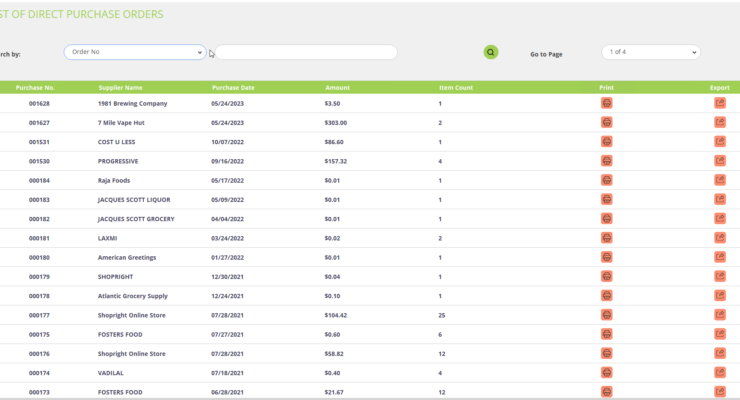 ST OF DIRECT PURCHASE ORDERS
rch by: Order No Go to Page 1 of 4
Purchase No. Supplier Name Purchase Date Amount Item Count Print Export
001628 1981 Brewing Company 05/24/2023 $3.50 1
001627 7 Mile Vape Hut 05/24/2023 $303.00 2
001531 COST U LESS 10/07/2022 $86.60 1
001530 PROGRESSIVE 09/16/2022 $157.32 4
000184 Raja Foods 05/17/2022 $0.01 1
000183 JACQUES SCOTT LIQUOR 05/09/2022 $0.01 1
000182 JACQUES SCOTT GROCERY 04/04/2022 $0.01 1
000181 LAXMI 03/24/2022 $0.02 2
000180 American Greetings 01/27/2022 $0.01 1
000179 SHOPRIGHT 12/30/2021 $0.04 1
000178 Atlantic Grocery Supply 12/24/2021 $0.10 1
000177 Shopright Online Store 07/28/2021 $104.42 25
000175 FOSTERS FOOD 07/27/2021 $0.60 6
000176 Shopright Online Store 07/28/2021 $58.82 12
000174 VADILAL 07/18/2021 $0.40 4
000173 FOSTERS FOOD 06/28/2021 $21.67 12